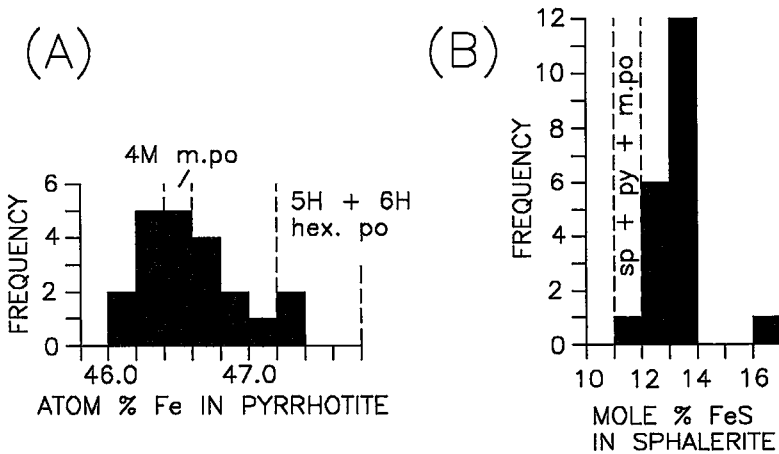 (A)
4M m.po
5H + 6H
hex. po
FREQUENCY
6
4
2
0
46.0 47.0
ATOM % Fe IN PYRRHOTITE
(B)
sp + py + m.po
FREQUENCY
12
10
8
6
4
2
0
10 12 14 16
MOLE % FeS
IN SPHALERITE